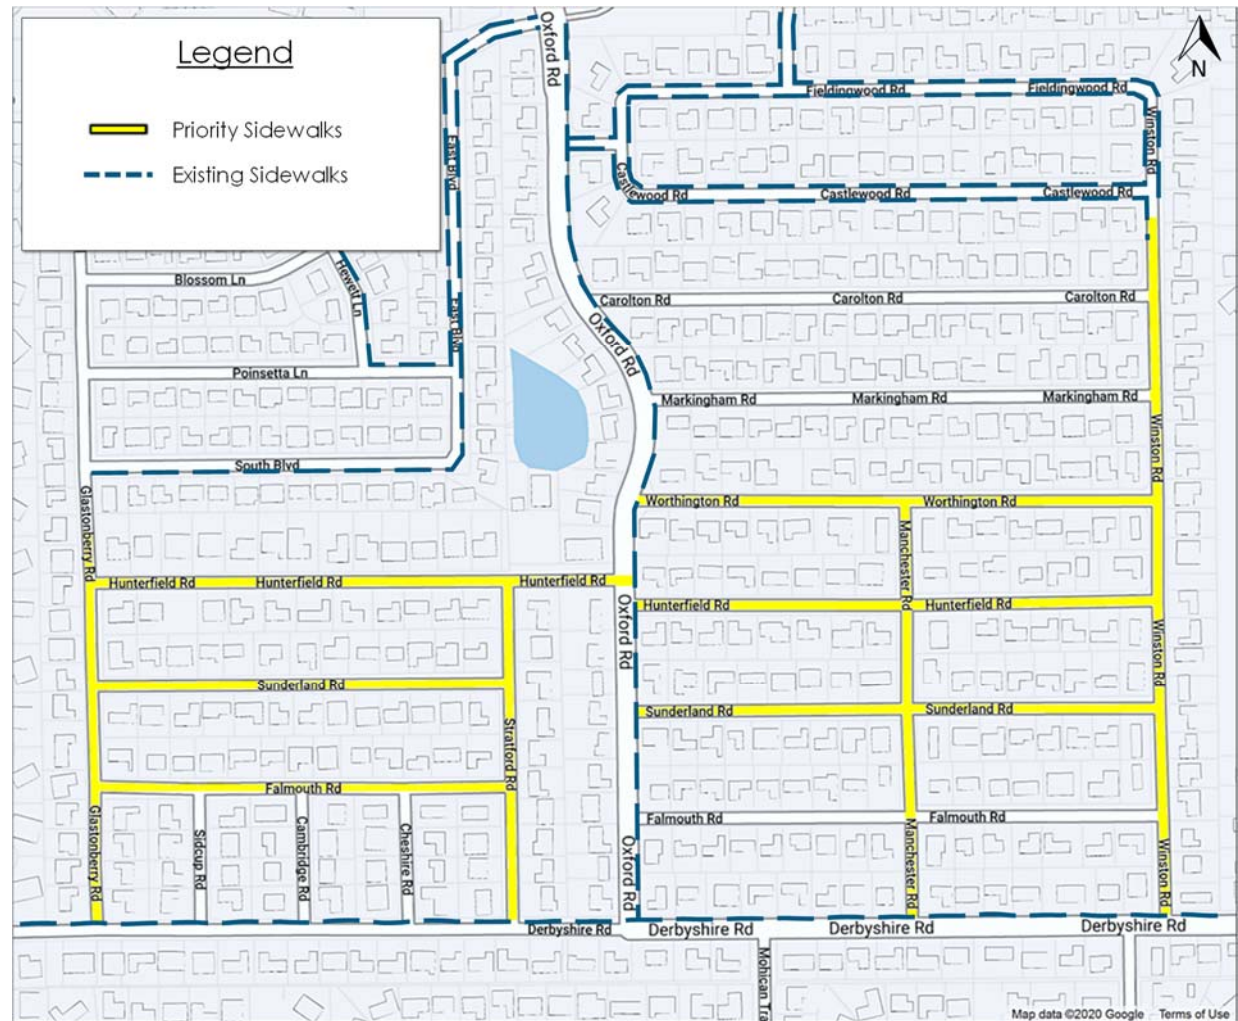 Legend
Priority Sidewalks
Existing Sidewalks
N
Oxford Rd
Fieldingwood Rd
Fieldingwood Rd
Winston Rd
East Blvd
Castlewood Rd
Castlewood Rd
Castlewood Rd
Blossom Ln
Hewett Ln
East Blvd
Carolton Rd
Carolton Rd
Carolton Rd
Oxford Rd
Poinsetta Ln
Markingham Rd
Markingham Rd
Markingham Rd
Winston Rd
South Blvd
Glastonberry Rd
Worthington Rd
Worthington Rd
Manchester Rd
Hunterfield Rd
Hunterfield Rd
Hunterfield Rd
Oxford Rd
Hunterfield Rd
Hunterfield Rd
Winston Rd
Sunderland Rd
Sunderland Rd
Sunderland Rd
Stratford Rd
Falmouth Rd
Falmouth Rd
Falmouth Rd
Glastonberry Rd
Sidcup Rd
Cambridge Rd
Cheshire Rd
Oxford Rd
Manchester Rd
Winston Rd
Derbyshire Rd
Derbyshire Rd
Derbyshire Rd
Derbyshire Rd
Mohican Tra
Map data ©2020 Google
Terms of Use